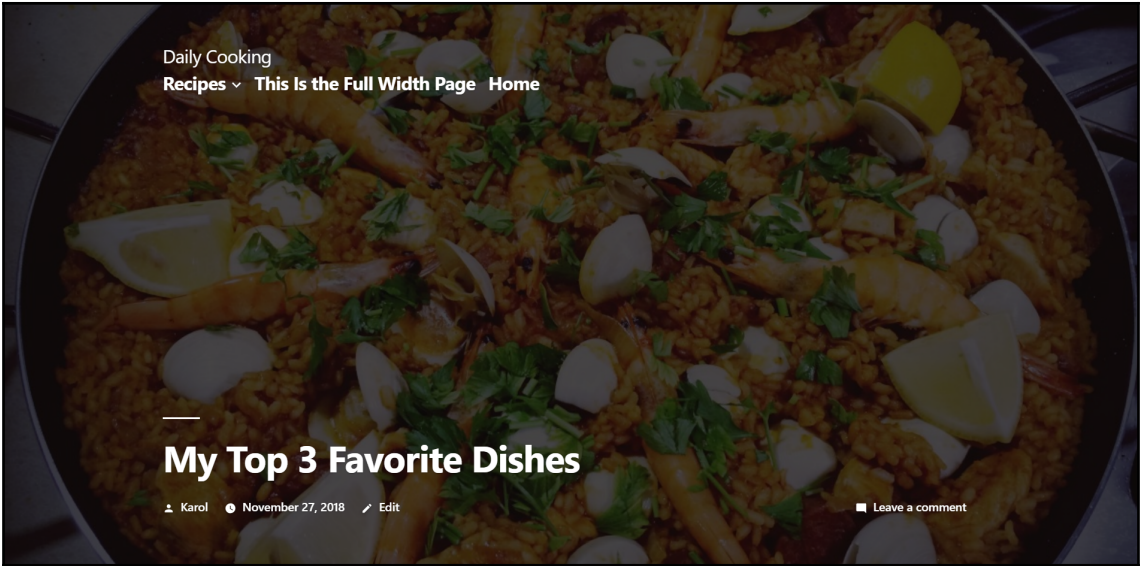 Daily Cooking
Recipes This Is the Full Width Page Home
My Top 3 Favorite Dishes
Karol November 27, 2018 Edit Leave a comment